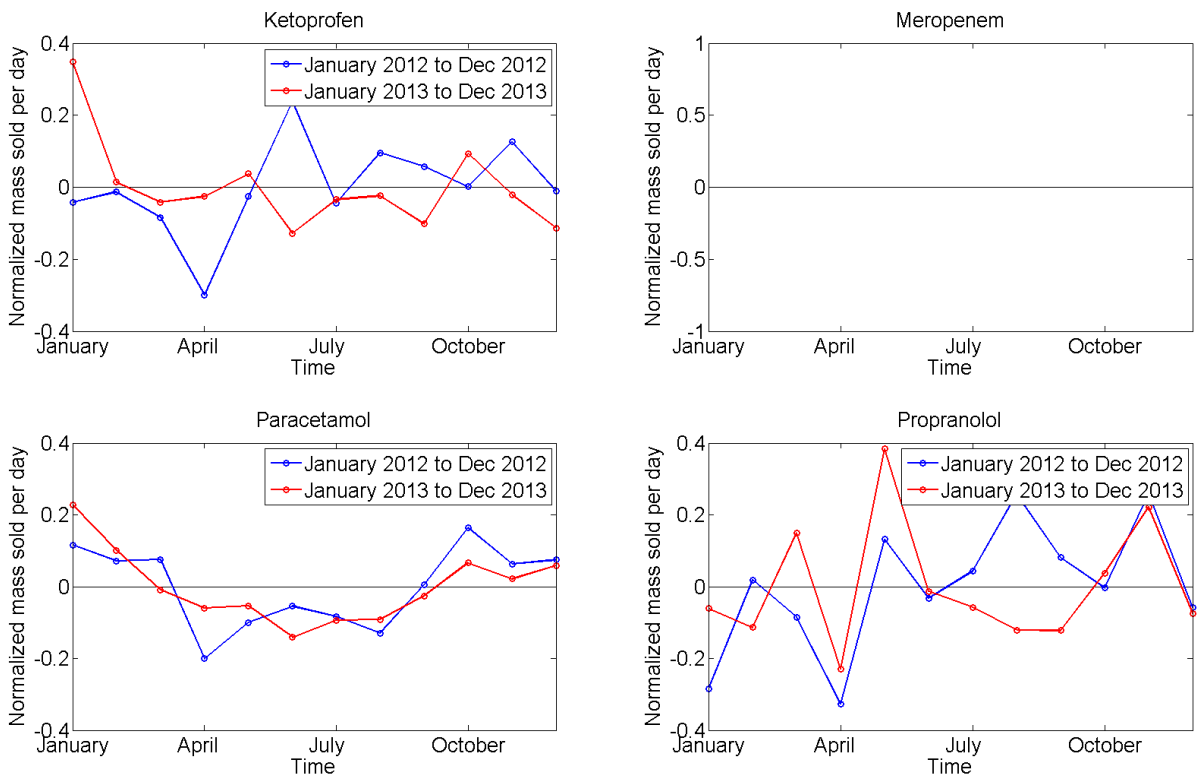 Ketoprofen
Normalized mass sold per day
0.4
0.2
0
-0.2
-0.4
January 2012 to Dec 2012
January 2013 to Dec 2013
January
April
July
October
Time
Meropenem
Normalized mass sold per day
1
0.5
0
-0.5
-1
January
April
July
October
Time
Paracetamol
Normalized mass sold per day
0.4
0.2
0
-0.2
-0.4
January 2012 to Dec 2012
January 2013 to Dec 2013
January
April
July
October
Time
Propranolol
Normalized mass sold per day
0.4
0.2
0
-0.2
-0.4
January 2012 to Dec 2012
January 2013 to Dec 2013
January
April
July
October
Time